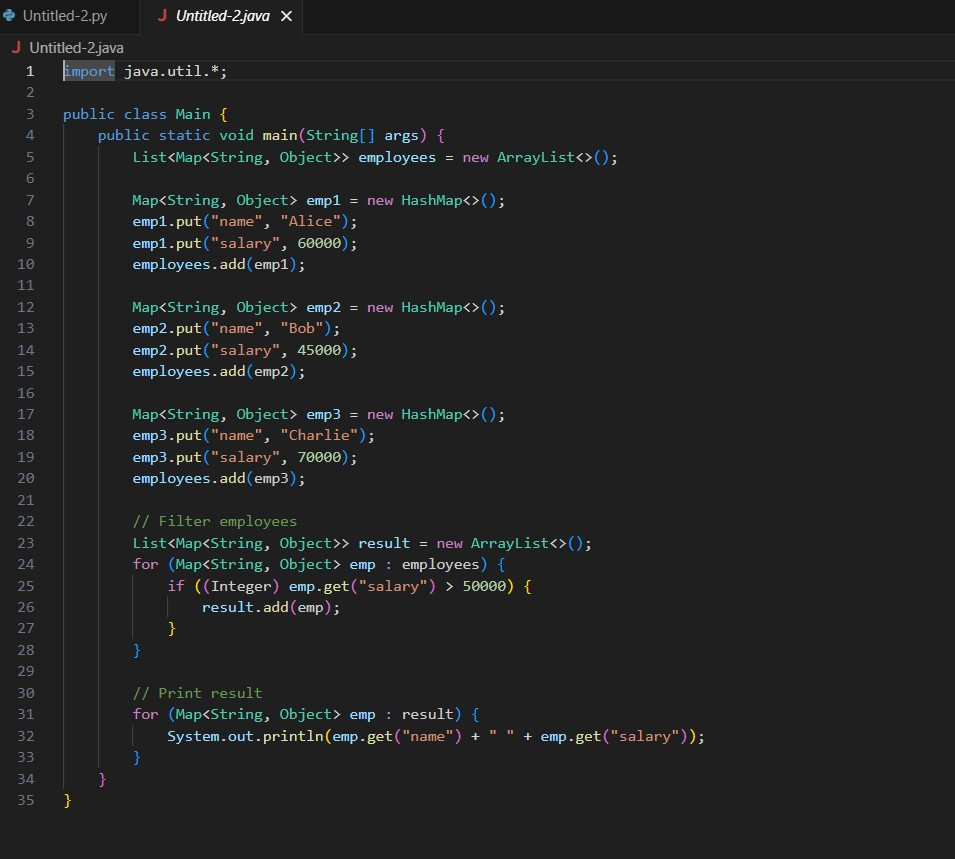 Untitled-2.py
J Untitled-2.java ✕
J Untitled-2.java
1 import java.util.*;
2
3 public class Main {
4     public static void main(String[] args) {
5         List<Map<String, Object>> employees = new ArrayList<>();
6
7         Map<String, Object> emp1 = new HashMap<>();
8         emp1.put("name", "Alice");
9         emp1.put("salary", 60000);
10         employees.add(emp1);
11
12         Map<String, Object> emp2 = new HashMap<>();
13         emp2.put("name", "Bob");
14         emp2.put("salary", 45000);
15         employees.add(emp2);
16
17         Map<String, Object> emp3 = new HashMap<>();
18         emp3.put("name", "Charlie");
19         emp3.put("salary", 70000);
20         employees.add(emp3);
21
22         // Filter employees
23         List<Map<String, Object>> result = new ArrayList<>();
24         for (Map<String, Object> emp : employees) {
25             if ((Integer) emp.get("salary") > 50000) {
26                 result.add(emp);
27             }
28         }
29
30         // Print result
31         for (Map<String, Object> emp : result) {
32             System.out.println(emp.get("name") + " " + emp.get("salary"));
33         }
34     }
35 }